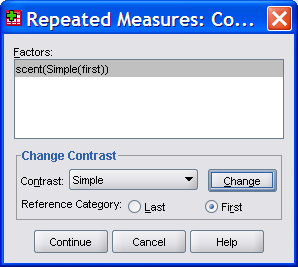 Repeated Measures: Co...
Factors:
scent(Simple(first))
Change Contrast
Contrast: Simple Change
Reference Category: Last First
Continue Cancel Help